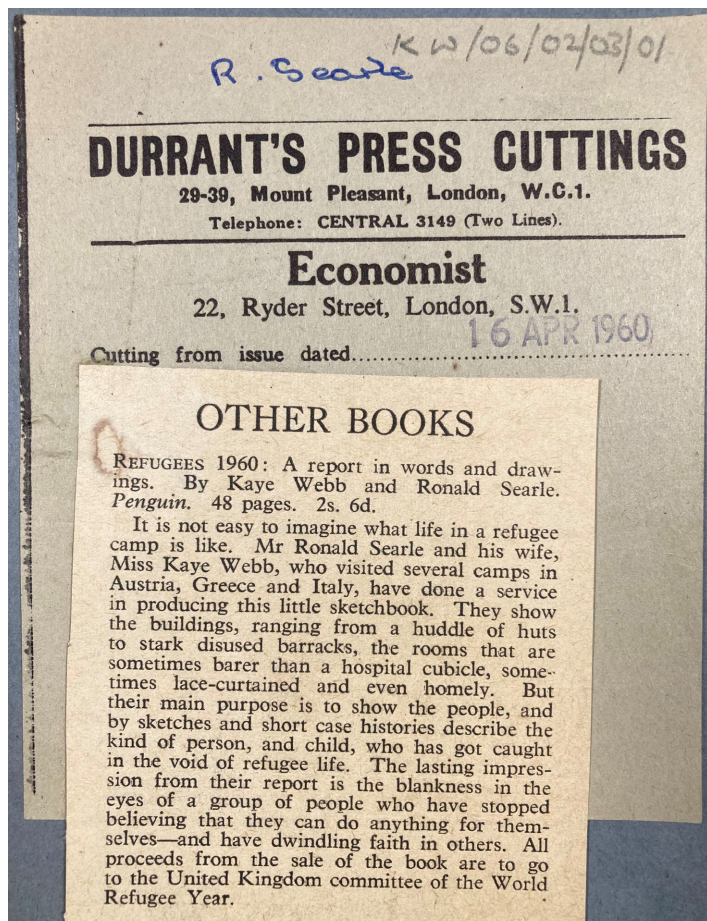 KW/06/02/03/01
R. Searle
DURRANT'S PRESS CUTTINGS
29-39, Mount Pleasant, London, W.C.1.
Telephone: CENTRAL 3149 (Two Lines).
Economist
22, Ryder Street, London, S.W.1.
16 APR 1960
Cutting from issue dated........................................................
OTHER BOOKS
REFUGEES 1960: A report in words and draw-
ings. By Kaye Webb and Ronald Searle.
Penguin. 48 pages. 2s. 6d.
It is not easy to imagine what life in a refugee
camp is like. Mr Ronald Searle and his wife,
Miss Kaye Webb, who visited several camps in
Austria, Greece and Italy, have done a service
in producing this little sketchbook. They show
the buildings, ranging from a huddle of huts
to stark disused barracks, the rooms that are
sometimes barer than a hospital cubicle, some-
times lace-curtained and even homely. But
their main purpose is to show the people, and
by sketches and short case histories describe the
kind of person, and child, who has got caught
in the void of refugee life. The lasting impres-
sion from their report is the blankness in the
eyes of a group of people who have stopped
believing that they can do anything for them-
selves—and have dwindling faith in others. All
proceeds from the sale of the book are to go
to the United Kingdom committee of the World
Refugee Year.